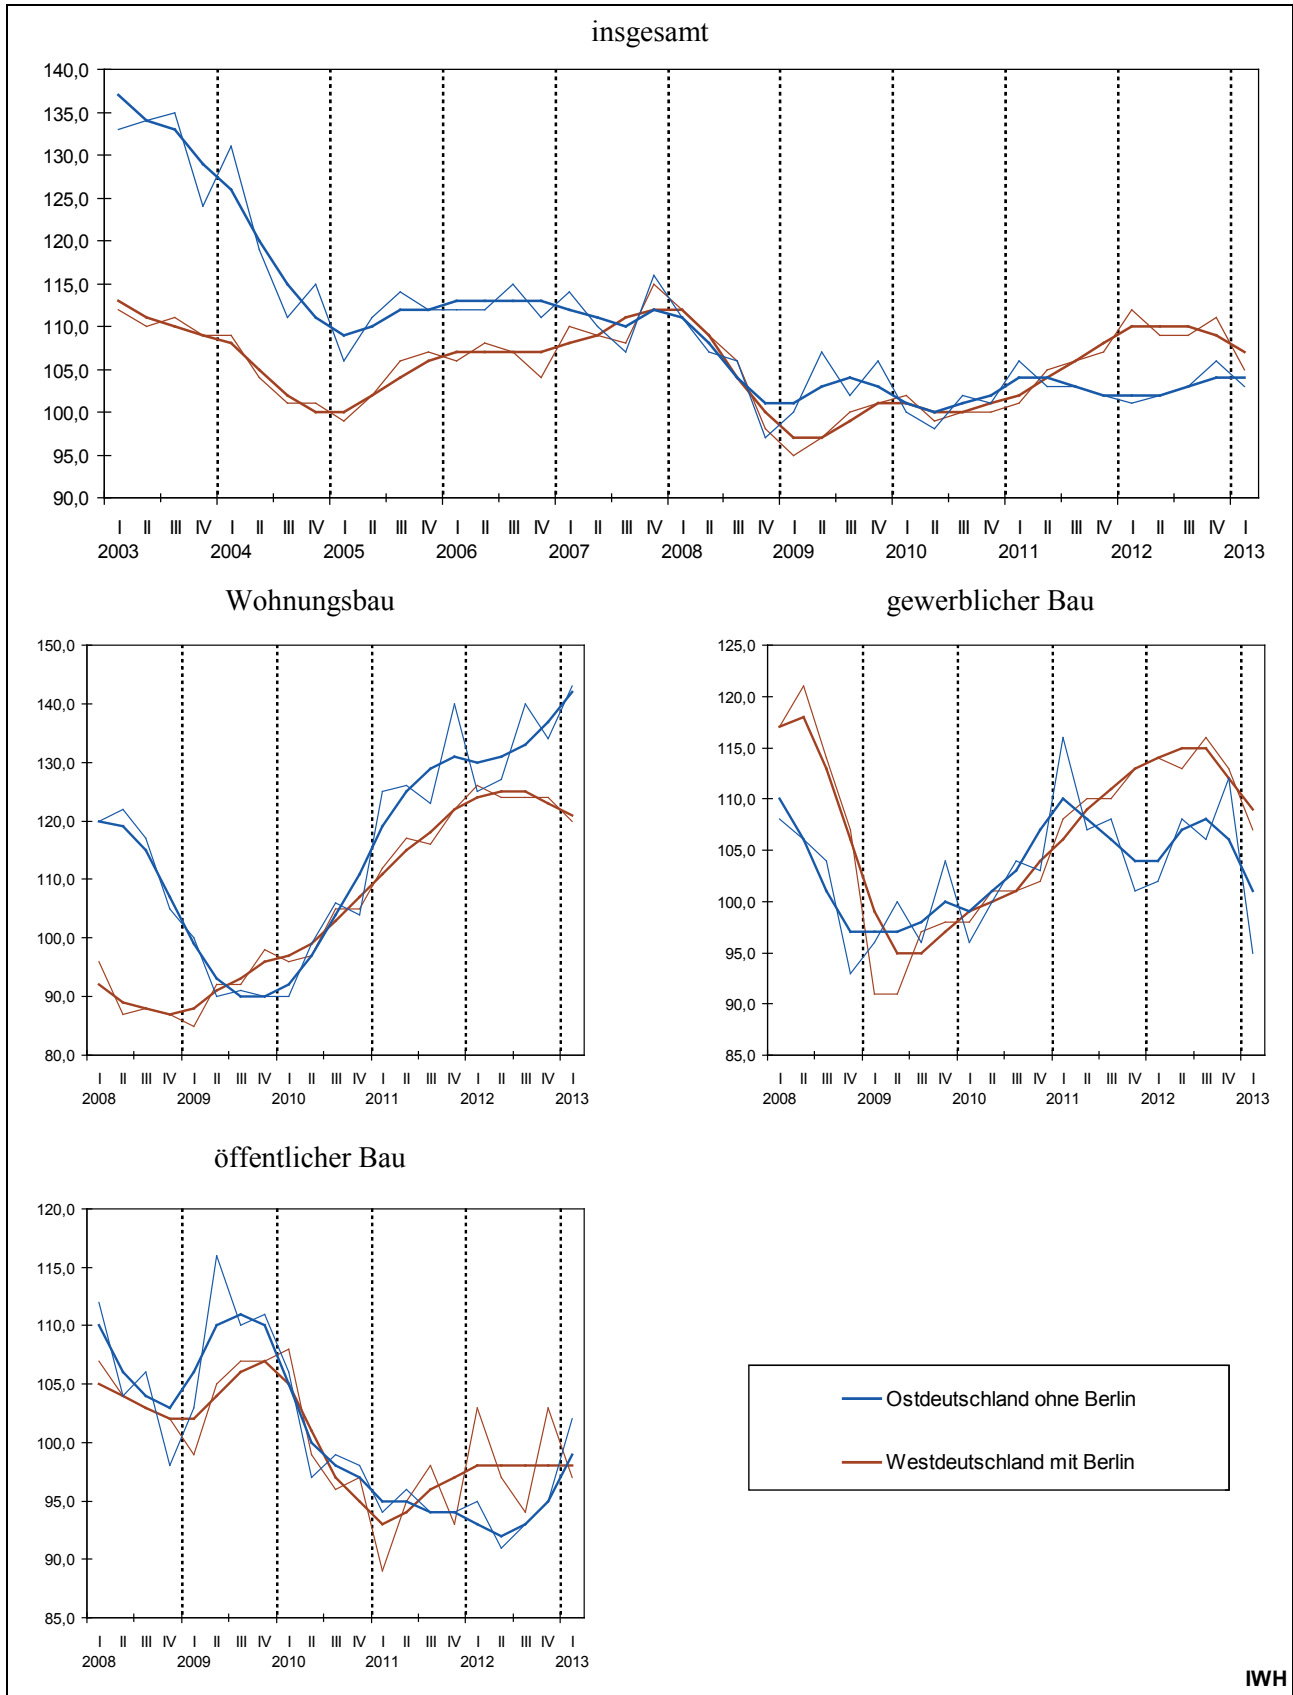 insgesamt
140,0
135,0
130,0
125,0
120,0
115,0
110,0
105,0
100,0
95,0
90,0
I II III IV I II III IV I II III IV I II III IV I II III IV I II III IV I II III IV I II III IV I II III IV I II III IV I
2003 2004 2005 2006 2007 2008 2009 2010 2011 2012 2013
Wohnungsbau
150,0
140,0
130,0
120,0
110,0
100,0
90,0
80,0
I II III IV I II III IV I II III IV I II III IV I II III IV I
2008 2009 2010 2011 2012 2013
gewerblicher Bau
125,0
120,0
115,0
110,0
105,0
100,0
95,0
90,0
85,0
I II III IV I II III IV I II III IV I II III IV I II III IV I
2008 2009 2010 2011 2012 2013
öffentlicher Bau
120,0
115,0
110,0
105,0
100,0
95,0
90,0
85,0
I II III IV I II III IV I II III IV I II III IV I II III IV I
2008 2009 2010 2011 2012 2013
Ostdeutschland ohne Berlin
Westdeutschland mit Berlin
IWH